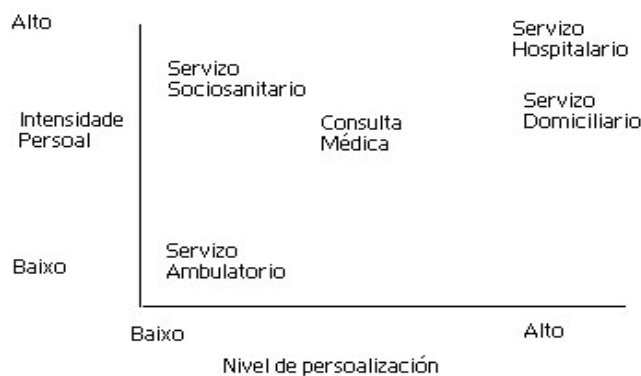 Alto
Servizo
Hospitalario
Servizo
Sociosanitario
Servizo
Domiciliario
Intensidade
Persoal
Consulta
Médica
Servizo
Ambulatorio
Baixo
Baixo
Alto
Nivel de persoalización